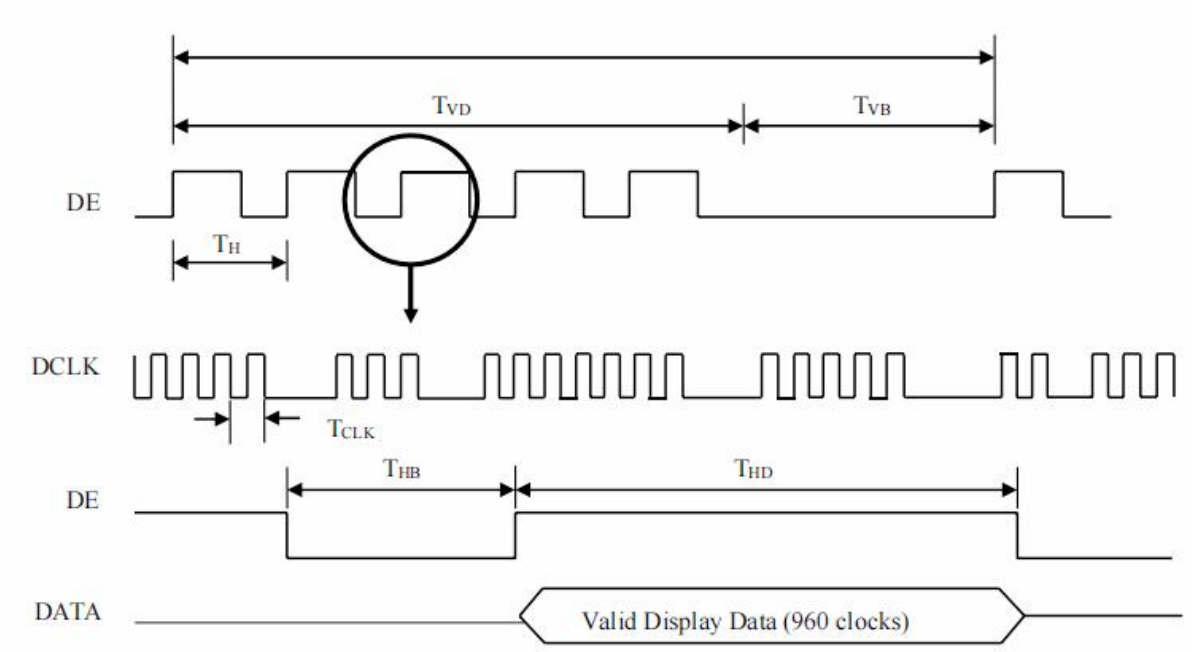 TVD
TVB
DE
TH
DCLK
TCLK
THB
THD
DE
DATA
Valid Display Data (960 clocks)